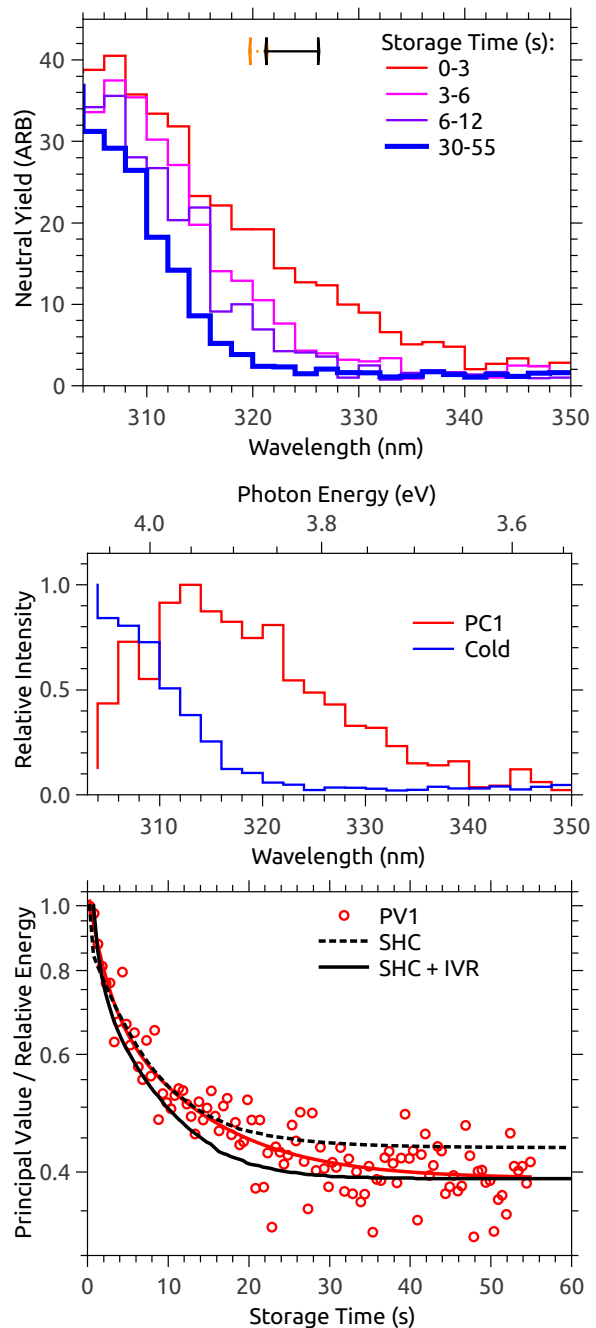 Storage Time (s):
0-3
3-6
6-12
30-55
40
30
20
10
0
Neutral Yield (ARB)
310 320 330 340 350
Wavelength (nm)
Photon Energy (eV)
4.0 3.8 3.6
PC1
Cold
1.0
0.5
0.0
Relative Intensity
310 320 330 340 350
Wavelength (nm)
PV1
SHC
SHC + IVR
1.0
0.8
0.6
0.4
Principal Value / Relative Energy
0 10 20 30 40 50 60
Storage Time (s)